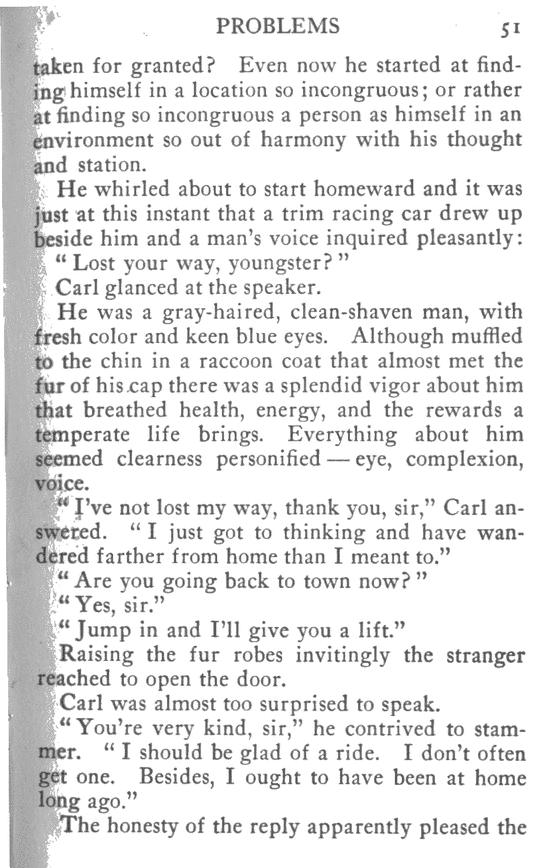 PROBLEMS 51
taken for granted? Even now he started at find-
ing himself in a location so incongruous; or rather
at finding so incongruous a person as himself in an
environment so out of harmony with his thought
and station.
He whirled about to start homeward and it was
just at this instant that a trim racing car drew up
beside him and a man's voice inquired pleasantly:
“ Lost your way, youngster? ”
Carl glanced at the speaker.
He was a gray-haired, clean-shaven man, with
fresh color and keen blue eyes. Although muffled
to the chin in a raccoon coat that almost met the
fur of his cap there was a splendid vigor about him
that breathed health, energy, and the rewards a
temperate life brings. Everything about him
seemed clearness personified — eye, complexion,
voice.
“ I've not lost my way, thank you, sir,” Carl an-
swered. “ I just got to thinking and have wan-
dered farther from home than I meant to.”
“ Are you going back to town now? ”
“ Yes, sir.”
“ Jump in and I'll give you a lift.”
Raising the fur robes invitingly the stranger
reached to open the door.
Carl was almost too surprised to speak.
“ You're very kind, sir,” he contrived to stam-
mer. “ I should be glad of a ride. I don't often
get one. Besides, I ought to have been at home
long ago.”
The honesty of the reply apparently pleased the